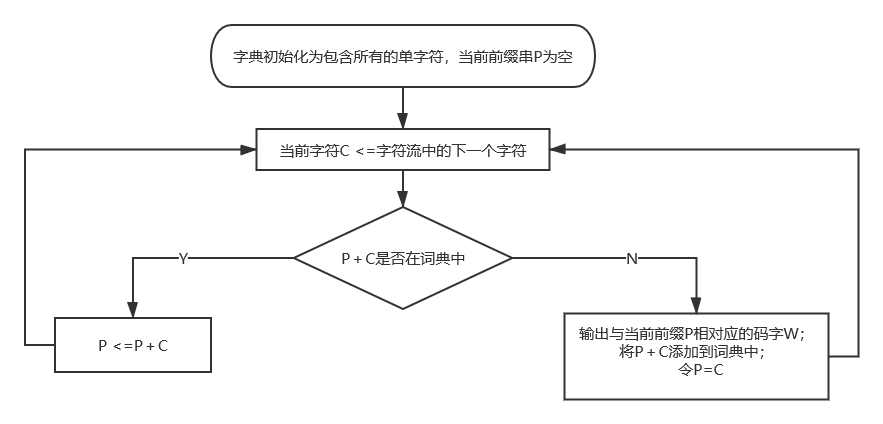 字典初始化为包含所有的单字符，当前前缀串P为空
当前字符C <=字符流中的下一个字符
P + C是否在词典中
Y
N
P <=P + C
输出与当前前缀P相对应的码字W；
将P + C添加到词典中；
令P=C